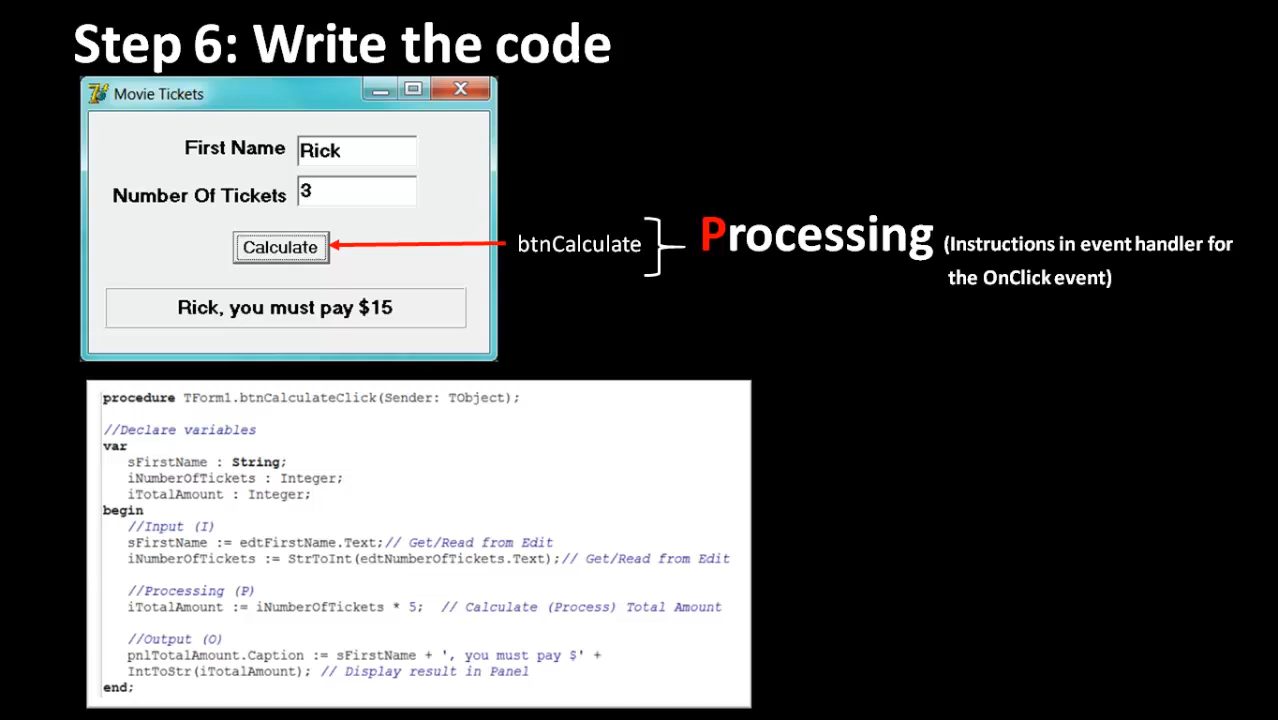 Step 6: Write the code
Movie Tickets
First Name Rick
Number Of Tickets 3
Calculate
btnCalculate
Processing (Instructions in event handler for
the OnClick event)
Rick, you must pay $15
procedure TForm1.btnCalculateClick(Sender: TObject);
//Declare variables
var
sFirstName : String;
iNumberOfTickets : Integer;
iTotalAmount : Integer;
begin
//Input (I)
sFirstName := edtFirstName.Text;// Get/Read from Edit
iNumberOfTickets := StrToInt(edtNumberOfTickets.Text);// Get/Read from Edit
//Processing (P)
iTotalAmount := iNumberOfTickets * 5; // Calculate (Process) Total Amount
//Output (O)
pnlTotalAmount.Caption := sFirstName + ', you must pay $' +
IntToStr(iTotalAmount); // Display result in Panel
end;